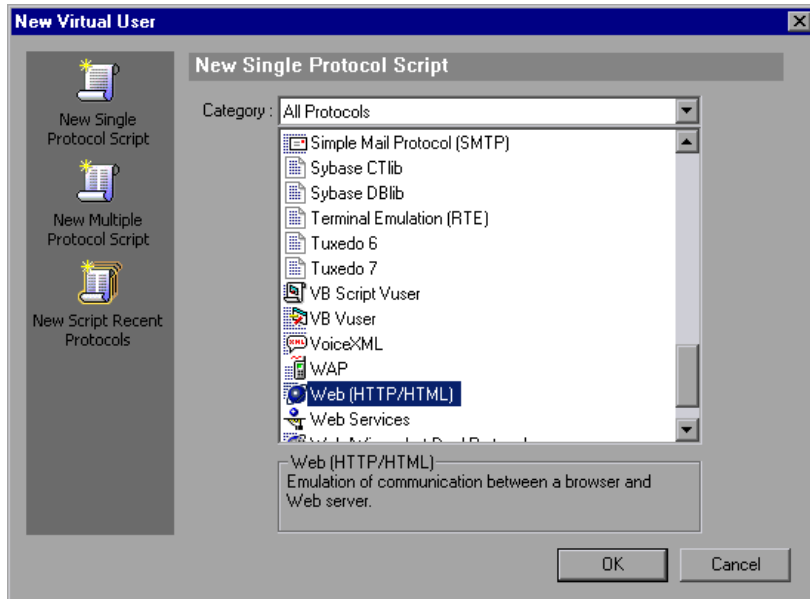 New Virtual User
New Single
Protocol Script
New Multiple
Protocol Script
New Script Recent
Protocols
New Single Protocol Script
Category :
All Protocols
Simple Mail Protocol (SMTP)
Sybase CTlib
Sybase DBlib
Terminal Emulation (RTE)
Tuxedo 6
Tuxedo 7
VB Script Vuser
VB Vuser
VoiceXML
WAP
Web (HTTP/HTML)
Web Services
Web (HTTP/HTML)
Emulation of communication between a browser and
Web server.
OK
Cancel